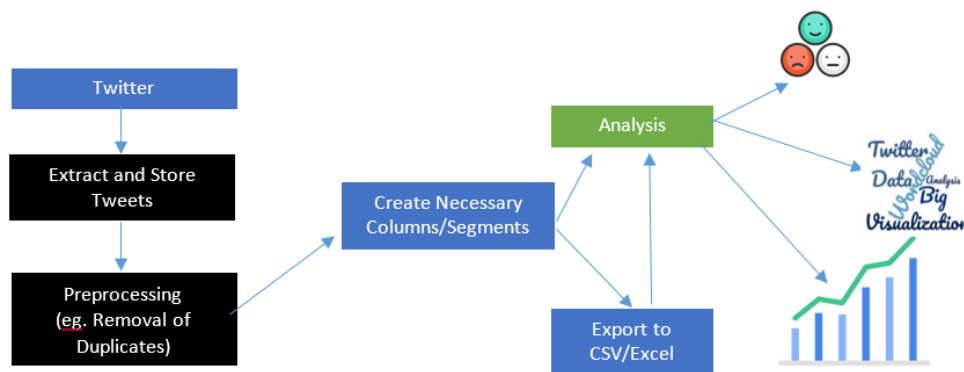 Twitter
Extract and Store
Tweets
Preprocessing
(eg. Removal of
Duplicates)
Create Necessary
Columns/Segments
Analysis
Export to
CSV/Excel
Twitter
Data Analysis
Wordcloud
Big
Visualization